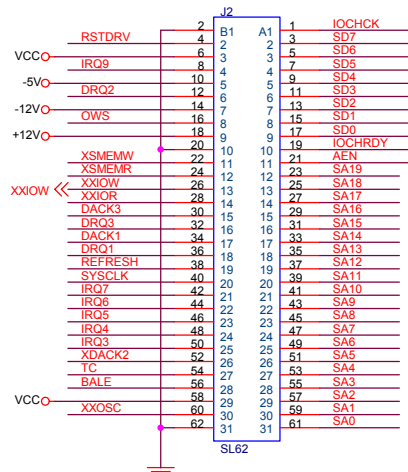 J2
2 B1 A1 1 IOCHCK
RSTDRV 4 2 2 3 SD7
VCC 6 3 3 5 SD6
IRQ9 8 4 4 7 SD5
-5V 10 5 5 9 SD4
DRQ2 12 6 6 11 SD3
-12V 14 7 7 13 SD2
OWS 16 8 8 15 SD1
+12V 18 9 9 17 SD0
20 10 10 19 IOCHRDY
XSMEMW 22 11 11 21 AEN
XSMEMR 24 12 12 23 SA19
XXIOW XXIOW 26 13 13 25 SA18
XXIOR 28 14 14 27 SA17
DACK3 30 15 15 29 SA16
DRQ3 32 16 16 31 SA15
DACK1 34 17 17 33 SA14
DRQ1 36 18 18 35 SA13
REFRESH 38 19 19 37 SA12
SYSCLK 40 20 20 39 SA11
IRQ7 42 21 21 41 SA10
IRQ6 44 22 22 43 SA9
IRQ5 46 23 23 45 SA8
IRQ4 48 24 24 47 SA7
IRQ3 50 25 25 49 SA6
XDACK2 52 26 26 51 SA5
TC 54 27 27 53 SA4
BALE 56 28 28 55 SA3
VCC 58 29 29 57 SA2
XXOSC 60 30 30 59 SA1
62 31 31 61 SA0
SL62